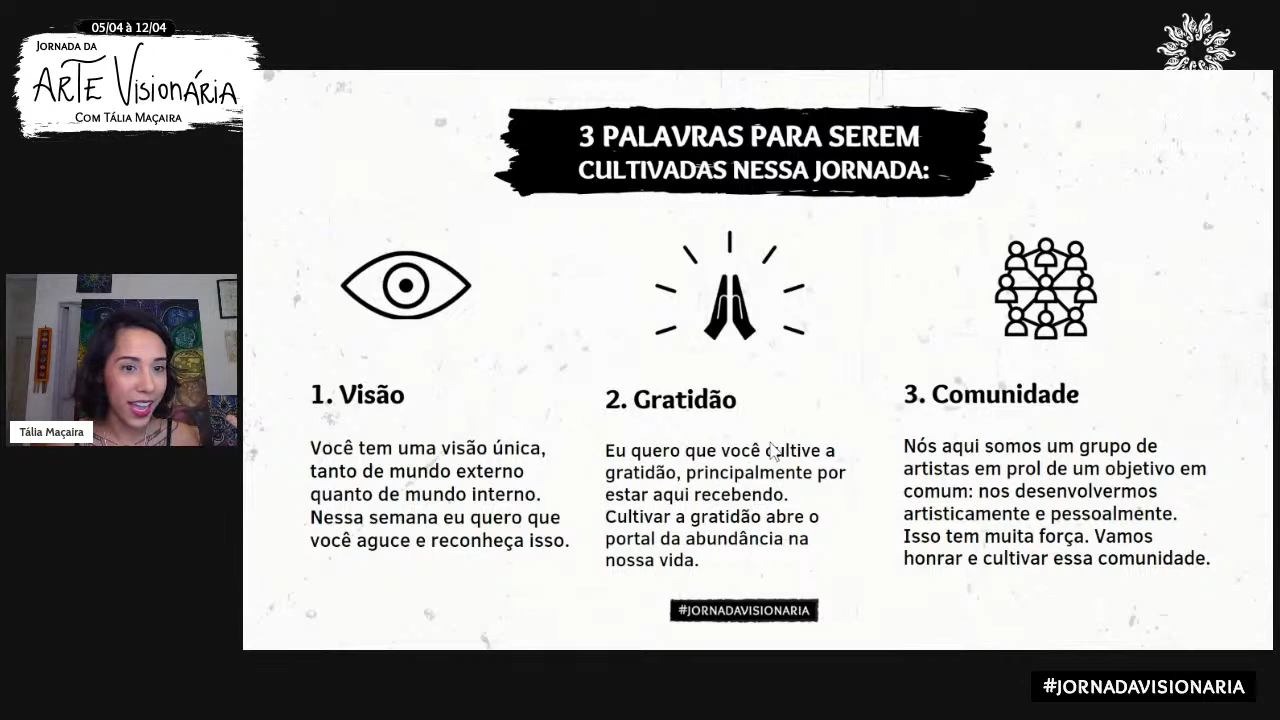 05/04 à 12/04
JORNADA DA
ARTE VISIONÁRIA
COM TÁLIA MAÇAIRA
3 PALAVRAS PARA SEREM
CULTIVADAS NESSA JORNADA:
1. Visão
Você tem uma visão única,
tanto de mundo externo
quanto de mundo interno.
Nessa semana eu quero que
você aguce e reconheça isso.
2. Gratidão
Eu quero que você cultive a
gratidão, principalmente por
estar aqui recebendo.
Cultivar a gratidão abre o
portal da abundância na
nossa vida.
3. Comunidade
Nós aqui somos um grupo de
artistas em prol de um objetivo em
comum: nos desenvolvermos
artisticamente e pessoalmente.
Isso tem muita força. Vamos
honrar e cultivar essa comunidade.
#JORNADAVISIONARIA
Tália Maçaira
#JORNADAVISIONARIA